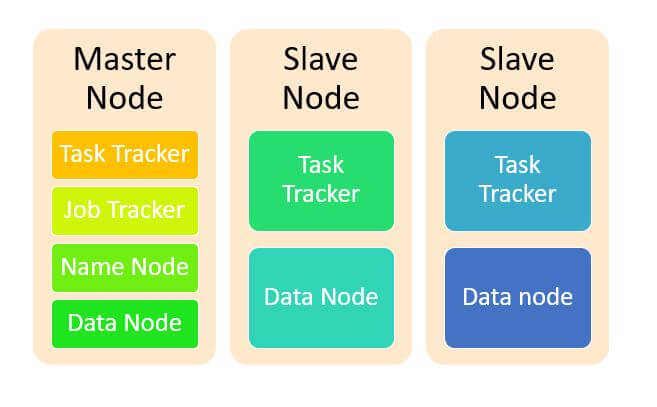 Master
Node
Task Tracker
Job Tracker
Name Node
Data Node
Slave
Node
Task
Tracker
Data Node
Slave
Node
Task
Tracker
Data node